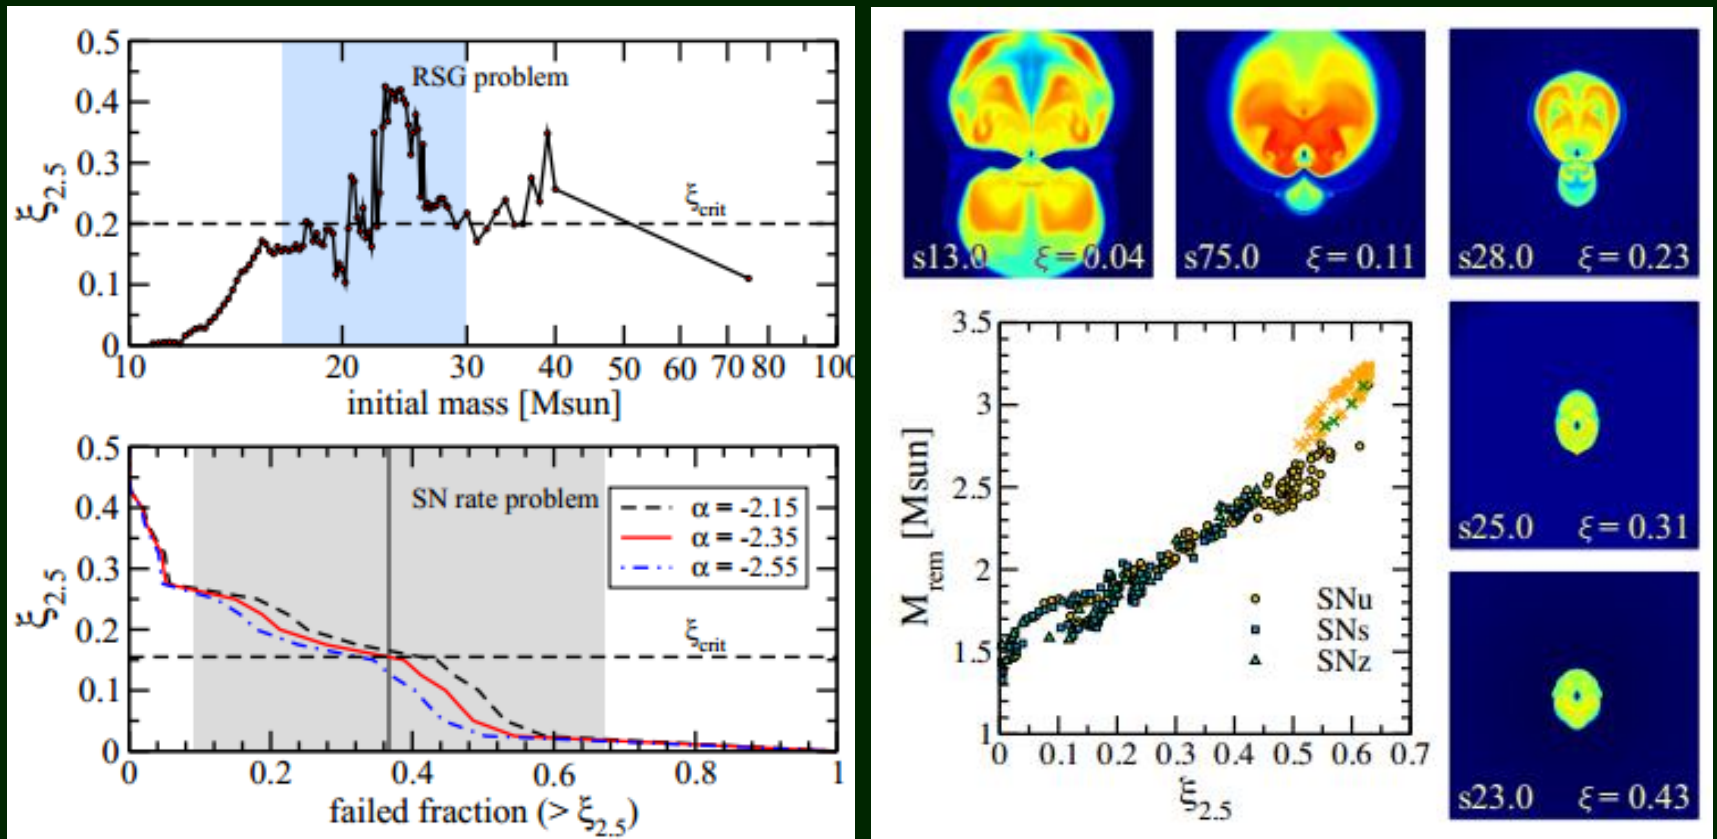 0.5
0.4
0.3
0.2
0.1
0
ξ2.5
RSG problem
ξcrit
10 20 30 40 50 60 70 80 100
initial mass [Msun]
0.5
0.4
0.3
0.2
0.1
0
ξ2.5
SN rate problem
α = -2.15
α = -2.35
α = -2.55
ξcrit
0 0.2 0.4 0.6 0.8 1
failed fraction (> ξ2.5)
s13.0 ξ = 0.04
s75.0 ξ = 0.11
s28.0 ξ = 0.23
3.5
3
2.5
2
1.5
1
Mrem [Msun]
SNu
SNs
SNz
0 0.1 0.2 0.3 0.4 0.5 0.6 0.7
ξ2.5
s25.0 ξ = 0.31
s23.0 ξ = 0.43